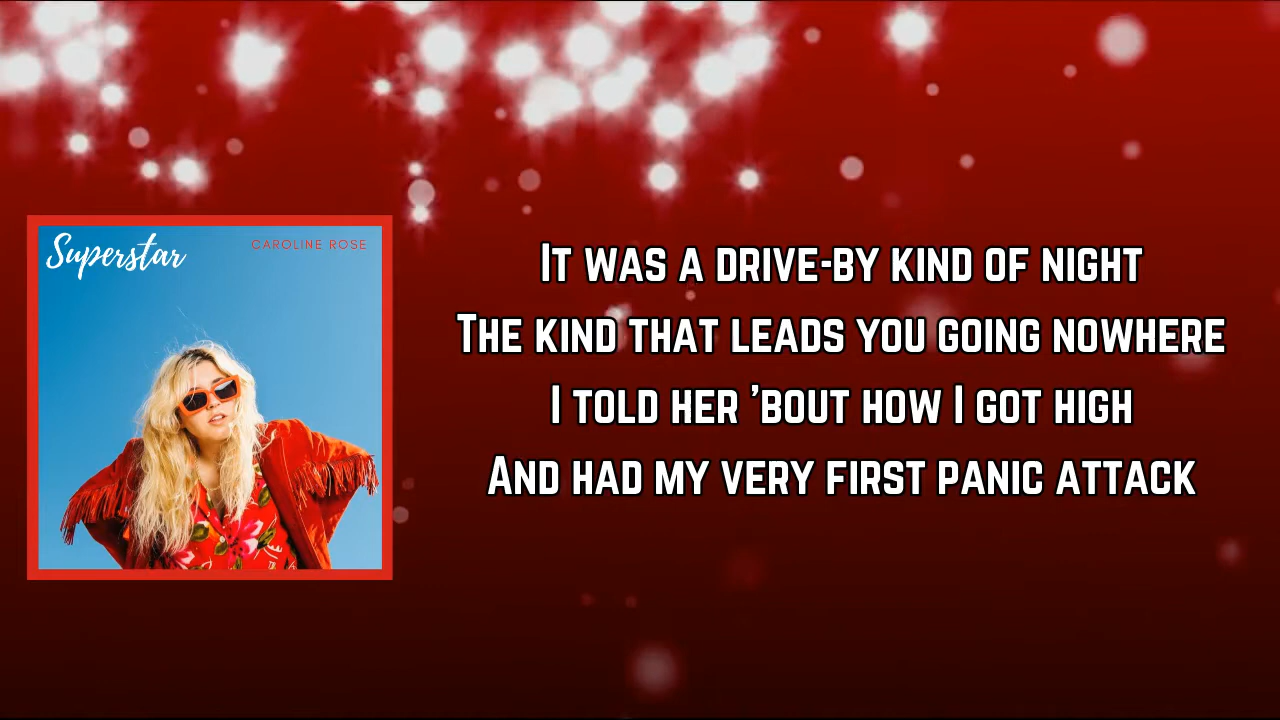 Superstar
CAROLINE ROSE
IT WAS A DRIVE-BY KIND OF NIGHT
THE KIND THAT LEADS YOU GOING NOWHERE
I TOLD HER 'BOUT HOW I GOT HIGH
AND HAD MY VERY FIRST PANIC ATTACK